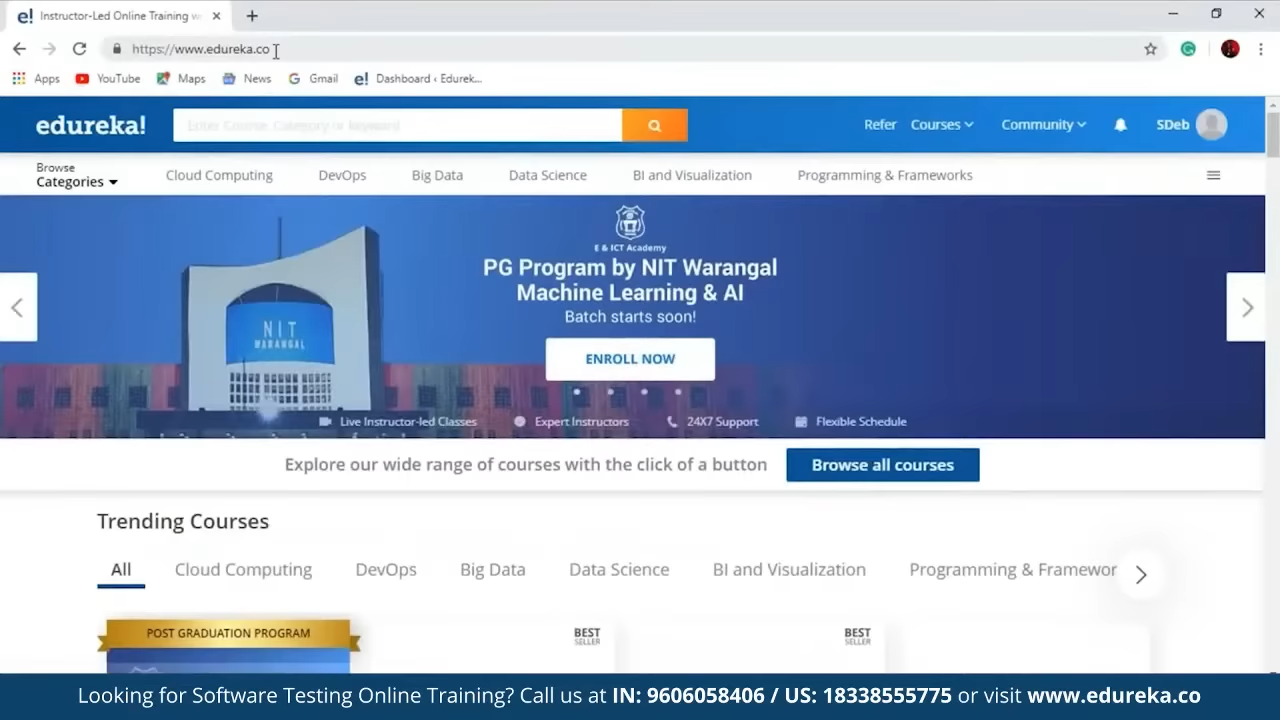 e! Instructor-Led Online Training w
https://www.edureka.co
Apps YouTube Maps News Gmail e! Dashboard ‹ Edurek...
edureka! Enter Course, Category or keyword Refer Courses Community SDeb
Browse
Categories Cloud Computing DevOps Big Data Data Science BI and Visualization Programming & Frameworks
E & ICT Academy
PG Program by NIT Warangal
Machine Learning & AI
Batch starts soon!
NIT
WARANGAL
ENROLL NOW
Live Instructor-led Classes Expert Instructors 24X7 Support Flexible Schedule
Explore our wide range of courses with the click of a button Browse all courses
Trending Courses
All Cloud Computing DevOps Big Data Data Science BI and Visualization Programming & Framewor
POST GRADUATION PROGRAM BEST SELLER BEST SELLER
Looking for Software Testing Online Training? Call us at IN: 9606058406 / US: 18338555775 or visit www.edureka.co